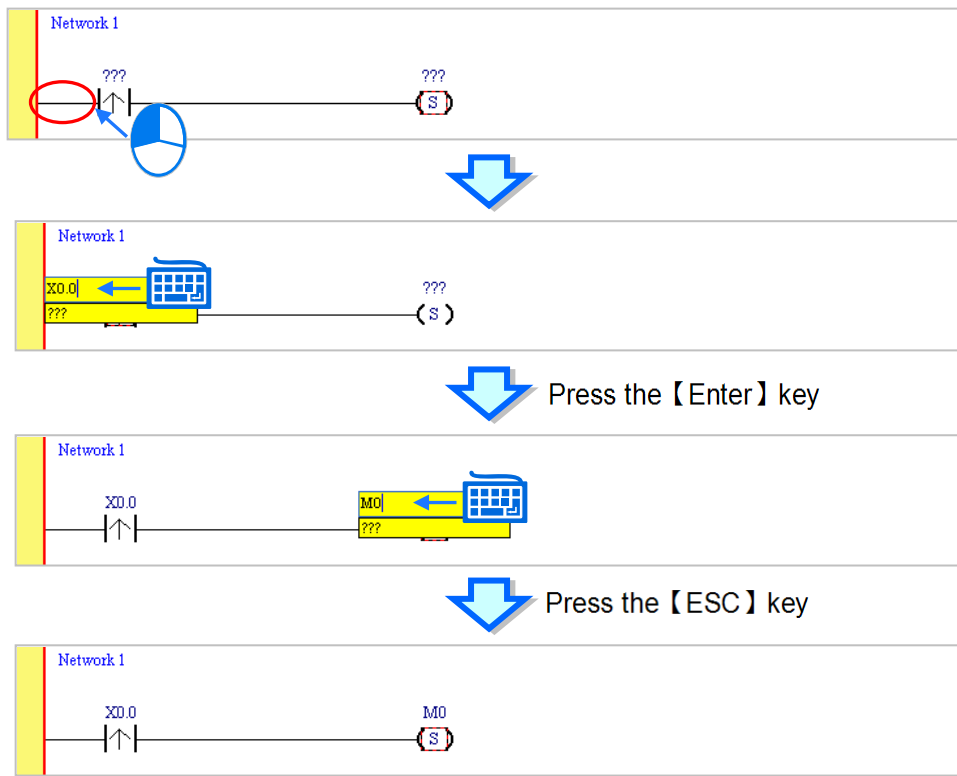 Network 1
??? ???
S
Network 1
X0.0
??? ???
S
Press the【Enter】key
Network 1
X0.0 M0
???
Press the【ESC】key
Network 1
X0.0 M0
S